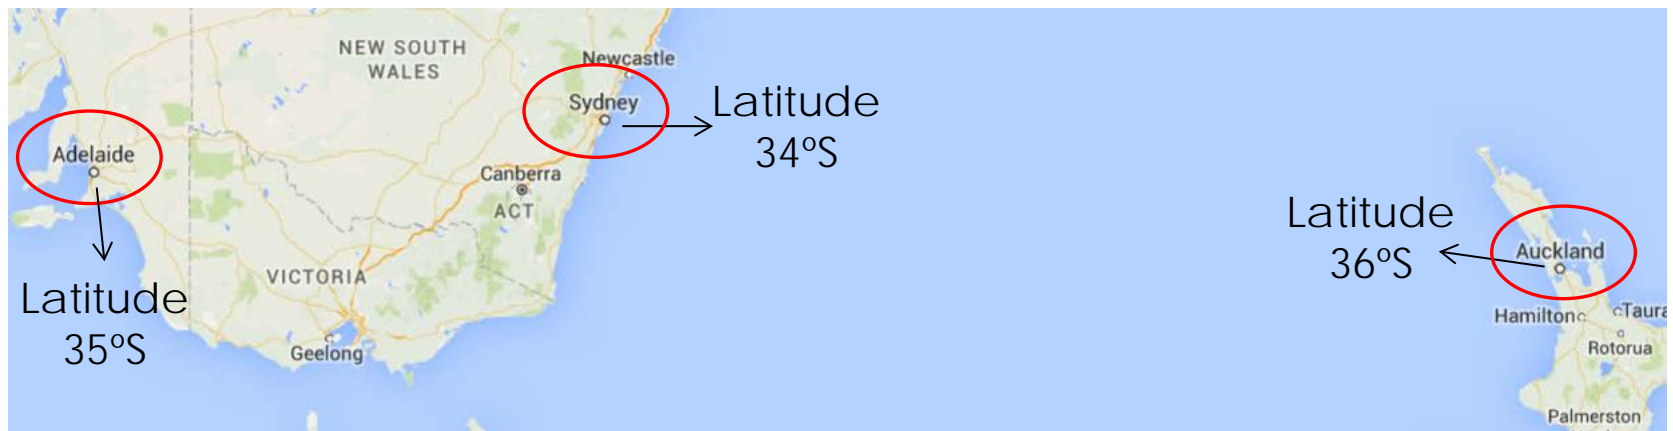 NEW SOUTH
WALES
Newcastle
Sydney
Latitude
34ºS
Adelaide
Canberra
ACT
Latitude
36ºS
Auckland
VICTORIA
Latitude
35ºS
Geelong
Hamilton
Taura
Rotorua
Palmerston